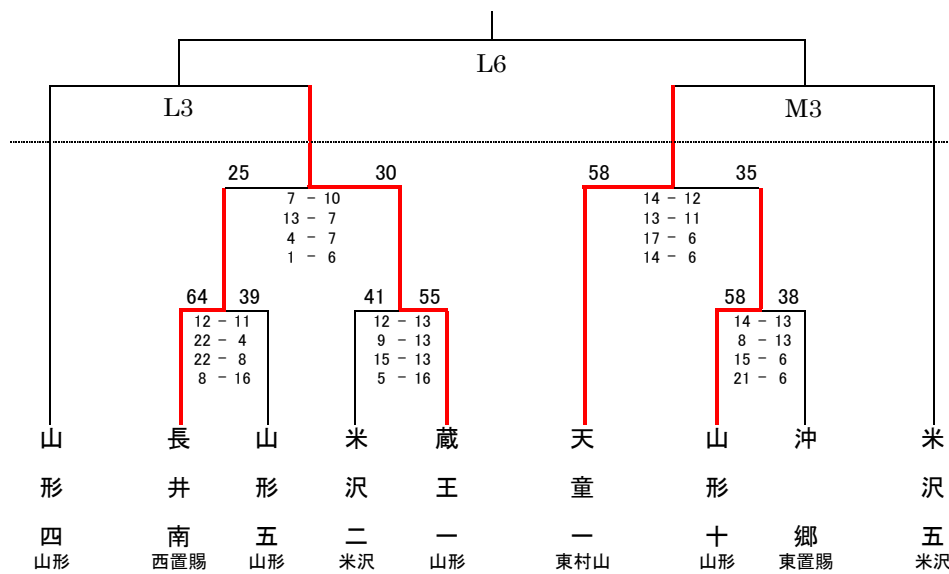 L6
L3 M3
25 30 58 35
7 - 10 14 - 12
13 - 7 13 - 11
4 - 7 17 - 6
1 - 6 14 - 6
64 39 41 55 58 38
12 - 11 12 - 13 14 - 13
22 - 4 9 - 13 8 - 13
22 - 8 15 - 13 15 - 6
8 - 16 5 - 16 21 - 6
山形四 長井南 山形五 米沢二 蔵王一 天童一 山形十 沖郷 米沢五
山形 西置賜 山形 米沢 山形 東村山 山形 東置賜 米沢